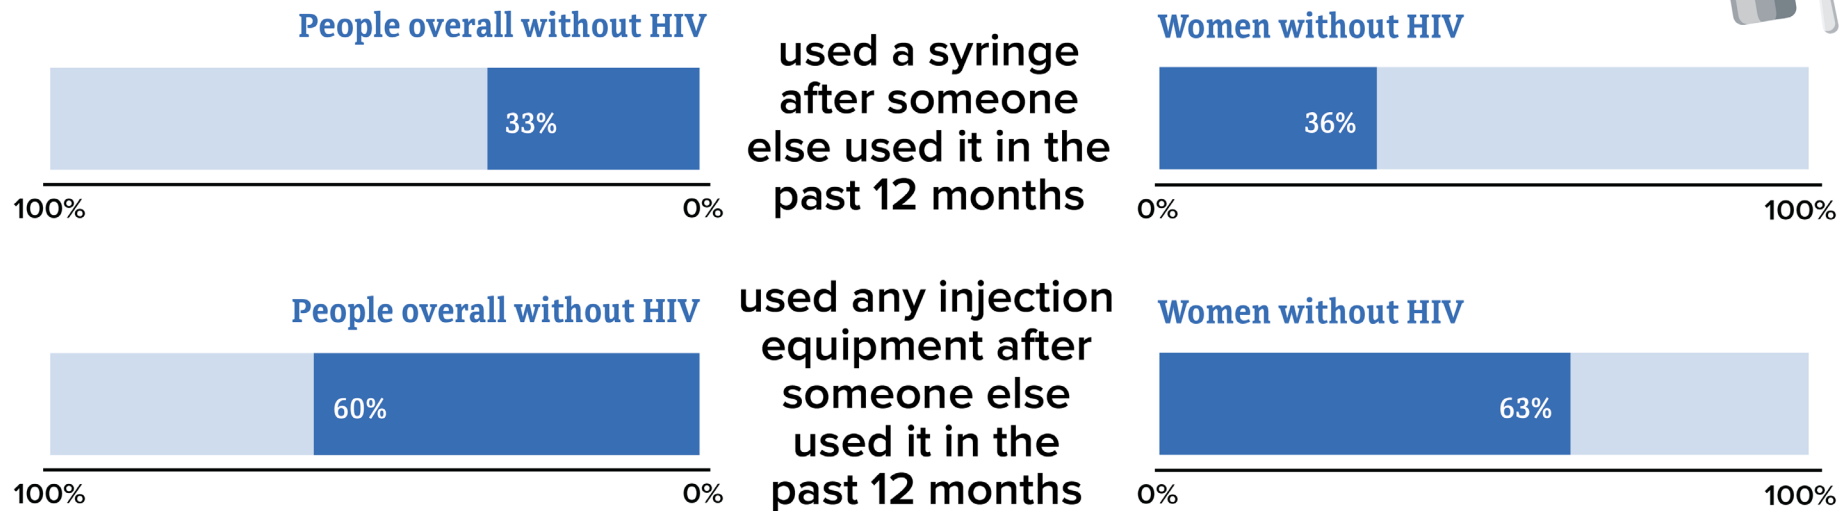 People overall without HIV
33%
100%
0%
used a syringe
after someone
else used it in the
past 12 months
Women without HIV
36%
0%
100%
People overall without HIV
60%
100%
0%
used any injection
equipment after
someone else
used it in the
past 12 months
Women without HIV
63%
0%
100%